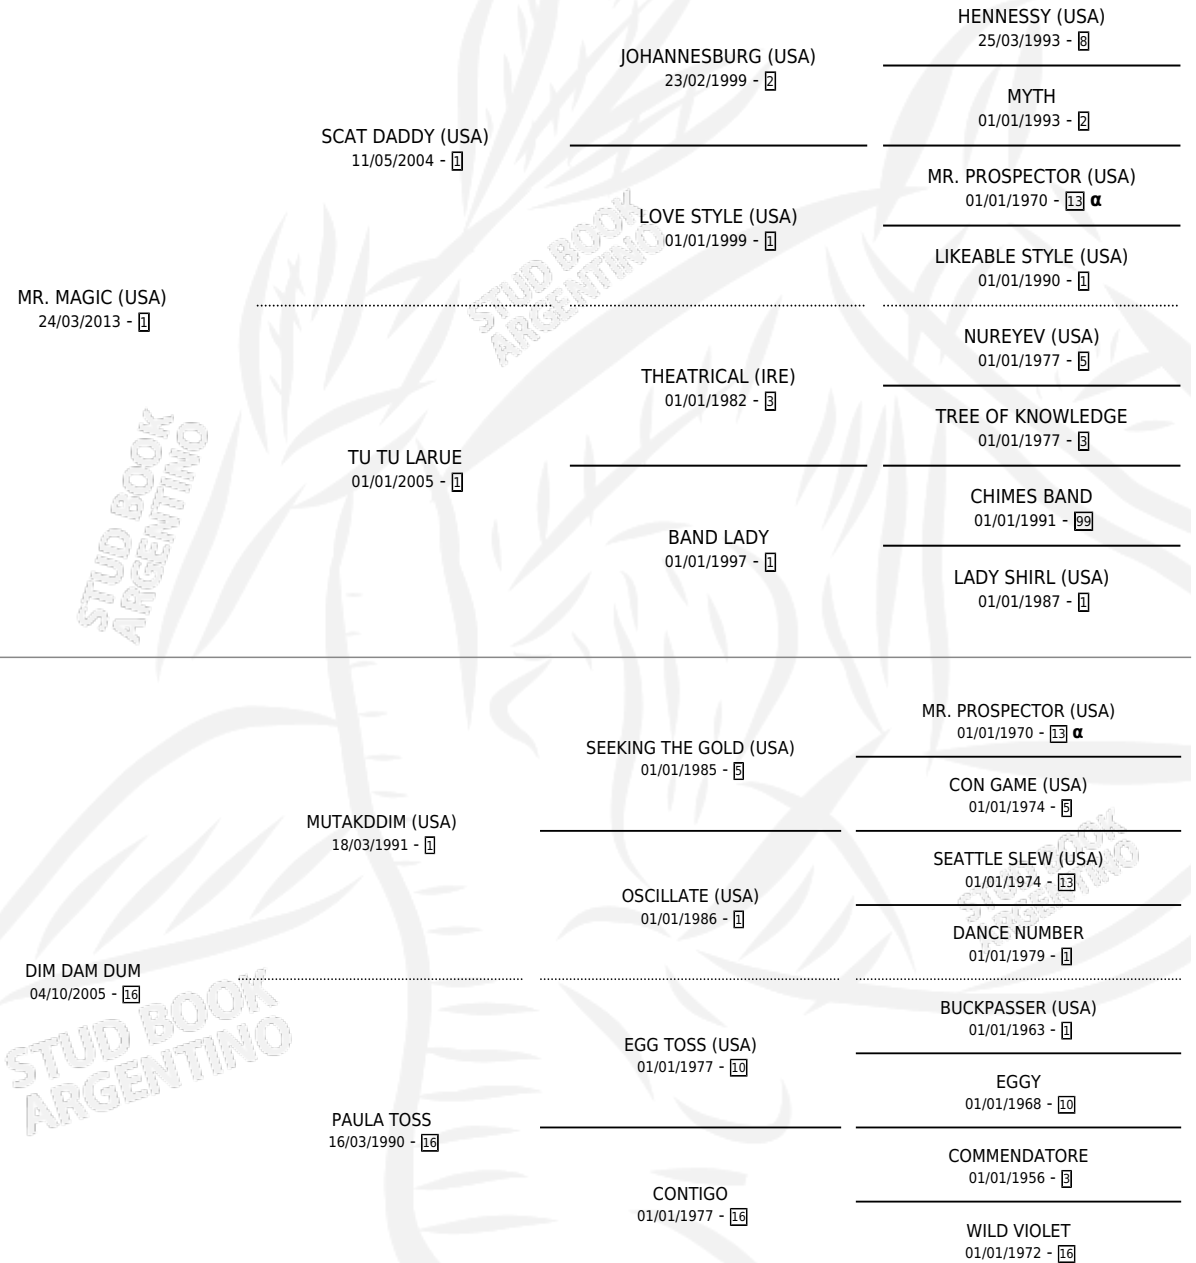 HENNESSY (USA)
25/03/1993 - 8
JOHANNESBURG (USA)
23/02/1999 - 2
MYTH
01/01/1993 - 2
SCAT DADDY (USA)
11/05/2004 - 1
MR. PROSPECTOR (USA)
01/01/1970 - 13 α
LOVE STYLE (USA)
01/01/1999 - 1
LIKEABLE STYLE (USA)
01/01/1990 - 1
STUD BOOK
ARGENTINO
MR. MAGIC (USA)
24/03/2013 - 1
NUREYEV (USA)
01/01/1977 - 5
THEATRICAL (IRE)
01/01/1982 - 3
TREE OF KNOWLEDGE
01/01/1977 - 3
TU TU LARUE
01/01/2005 - 1
CHIMES BAND
01/01/1991 - 99
BAND LADY
01/01/1997 - 1
LADY SHIRL (USA)
01/01/1987 - 1
STUD BOOK
ARGENTINO
MR. PROSPECTOR (USA)
01/01/1970 - 13 α
SEEKING THE GOLD (USA)
01/01/1985 - 5
CON GAME (USA)
01/01/1974 - 5
MUTAKDDIM (USA)
18/03/1991 - 1
SEATTLE SLEW (USA)
01/01/1974 - 13
OSCILLATE (USA)
01/01/1986 - 1
DANCE NUMBER
01/01/1979 - 1
STUD BOOK
ARGENTINO
DIM DAM DUM
04/10/2005 - 16
BUCKPASSER (USA)
01/01/1963 - 1
EGG TOSS (USA)
01/01/1977 - 10
EGGY
01/01/1968 - 10
STUD BOOK
ARGENTINO
PAULA TOSS
16/03/1990 - 16
COMMENDATORE
01/01/1956 - 3
CONTIGO
01/01/1977 - 16
WILD VIOLET
01/01/1972 - 16